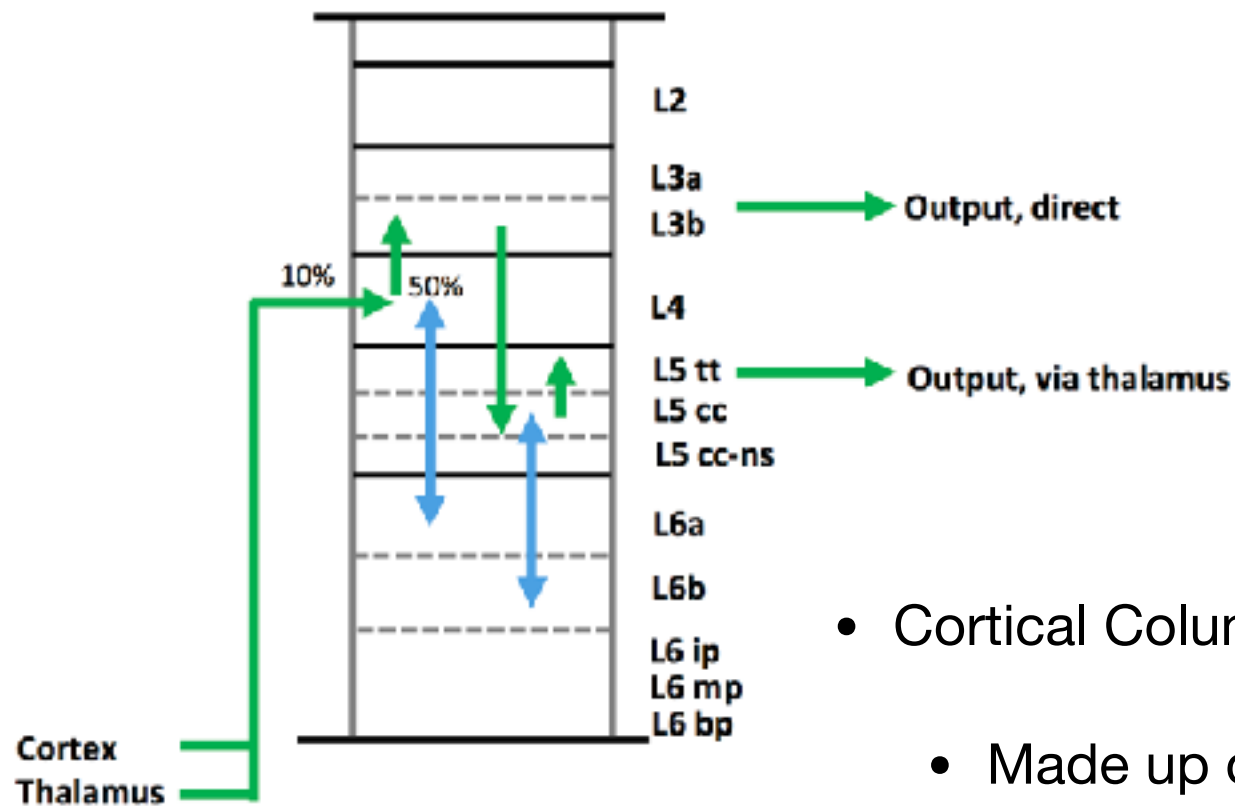 L2
L3a
L3b
Output, direct
10%
50%
L4
L5 tt
Output, via thalamus
L5 cc
L5 cc-ns
L6a
L6b
• Cortical Colu
L6 ip
L6 mp
L6 bp
Cortex
• Made up
Thalamus